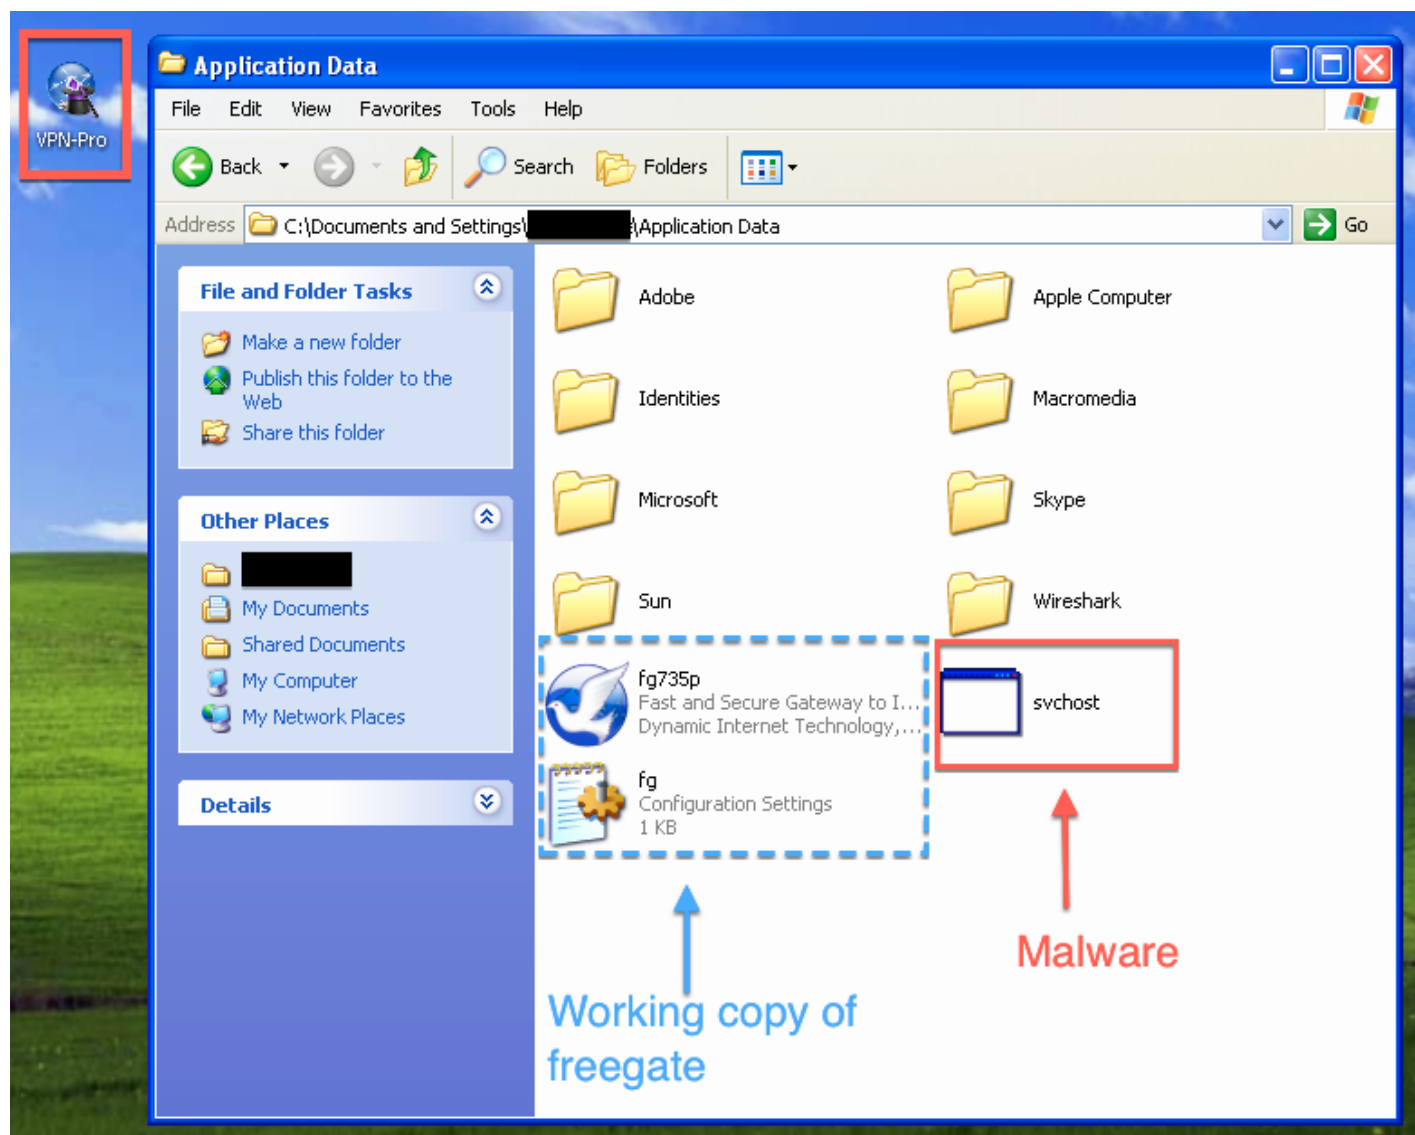 VPN-Pro
Application Data
File Edit View Favorites Tools Help
Back Search Folders
Address C:\Documents and Settings\ \Application Data Go
File and Folder Tasks
Make a new folder
Publish this folder to the
Web
Share this folder
Other Places
My Documents
Shared Documents
My Computer
My Network Places
Details
Adobe
Apple Computer
Identities
Macromedia
Microsoft
Skype
Sun
Wireshark
fg735p
Fast and Secure Gateway to I...
Dynamic Internet Technology,...
svchost
fg
Configuration Settings
1 KB
Malware
Working copy of
freegate